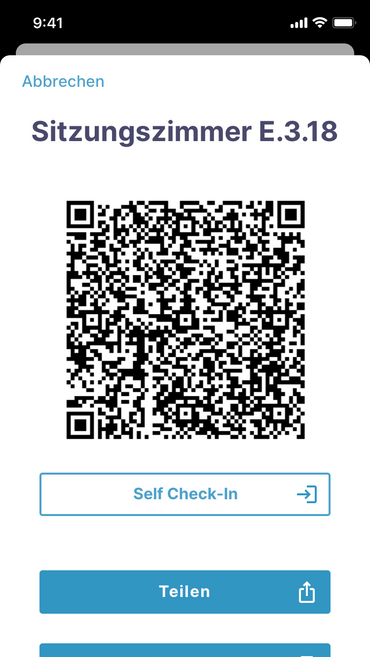 9:41
Abbrechen
Sitzungszimmer E.3.18
Self Check-In
Teilen